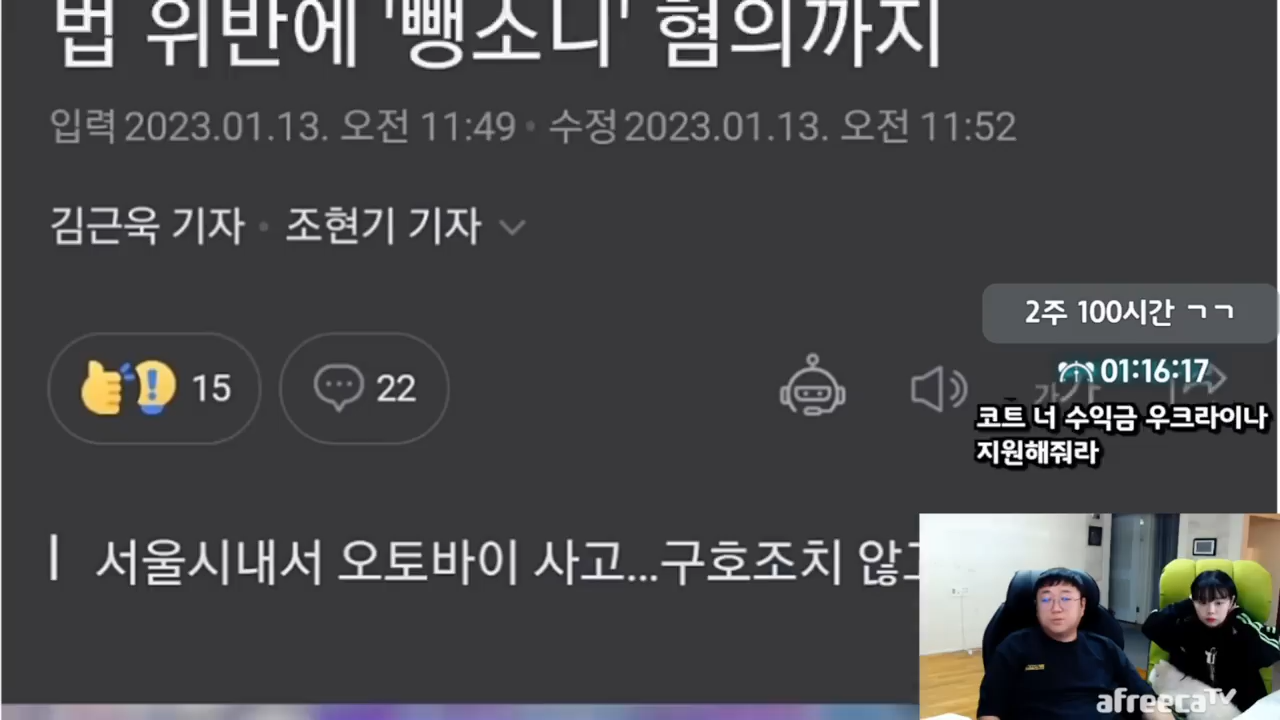 법 위반에 '뺑소니' 혐의까지
입력 2023.01.13. 오전 11:49 · 수정 2023.01.13. 오전 11:52
김근욱 기자 · 조현기 기자
2주 100시간 ㄱㄱ
15
22
01:16:17
가가
코트 너 수익금 우크라이나
지원해줘라
서울시내서 오토바이 사고...구호조치 않고
afreecaTV